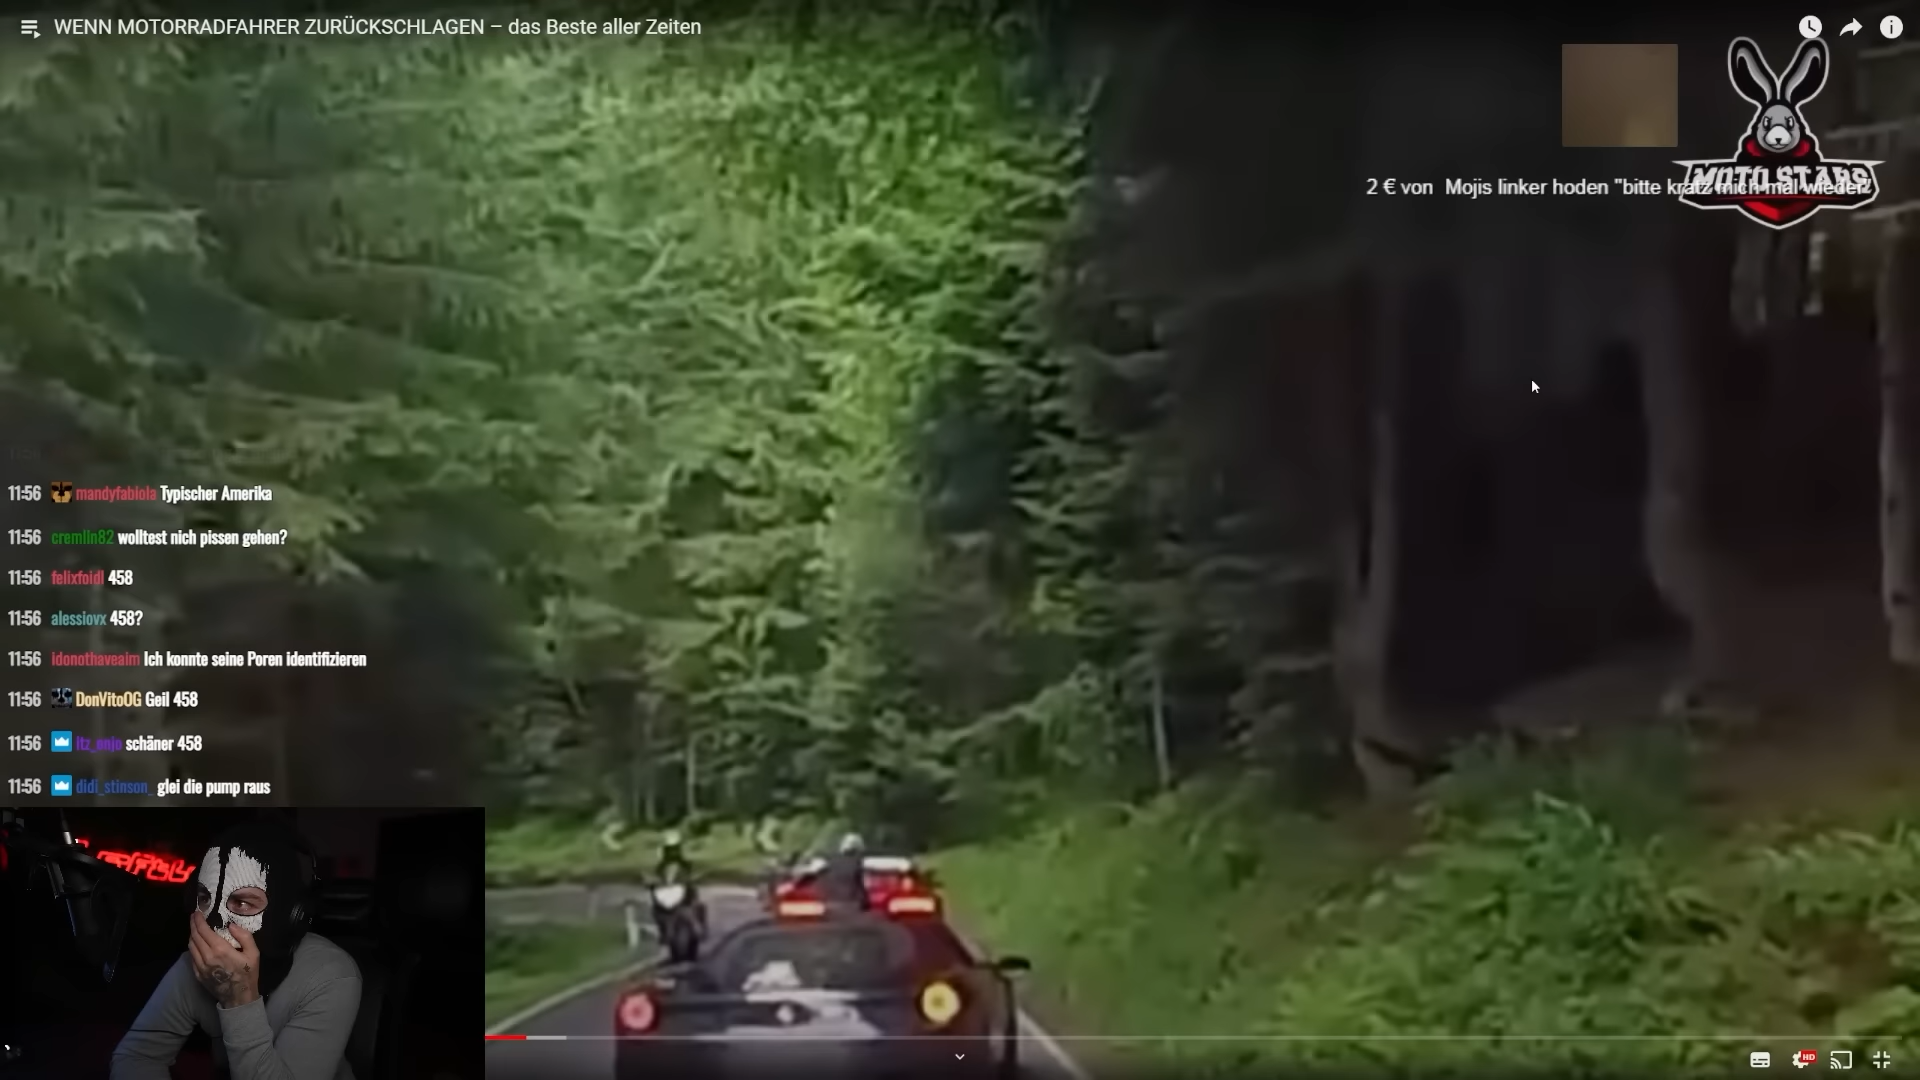 WENN MOTORRADFAHRER ZURÜCKSCHLAGEN – das Beste aller Zeiten
2 € von Mojis linker hoden "bitte kratz mich mal wieder"
MOTO STARS
11:56 mandyfabiola Typischer Amerika
11:56 cremlin82 wolltest nich pissen gehen?
11:56 felixfoidl 458
11:56 alessiovx 458?
11:56 idonothaveaim Ich konnte seine Poren identifizieren
11:56 DonVitoOG Geil 458
11:56 itz_onjo schäner 458
11:56 didi_stinson_ glei die pump raus
HD